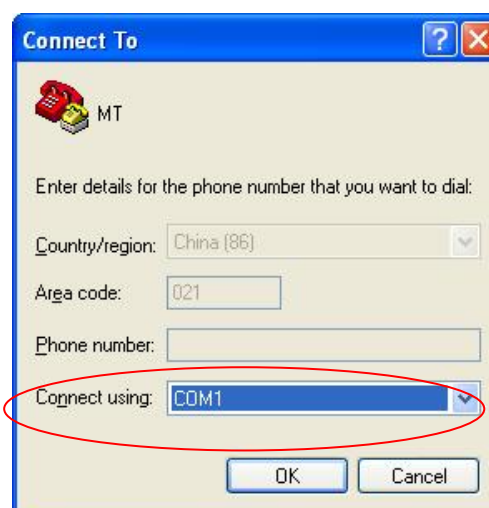 Connect To
MT
Enter details for the phone number that you want to dial:
Country/region: China (86)
Area code: 021
Phone number:
Connect using: COM1
OK Cancel